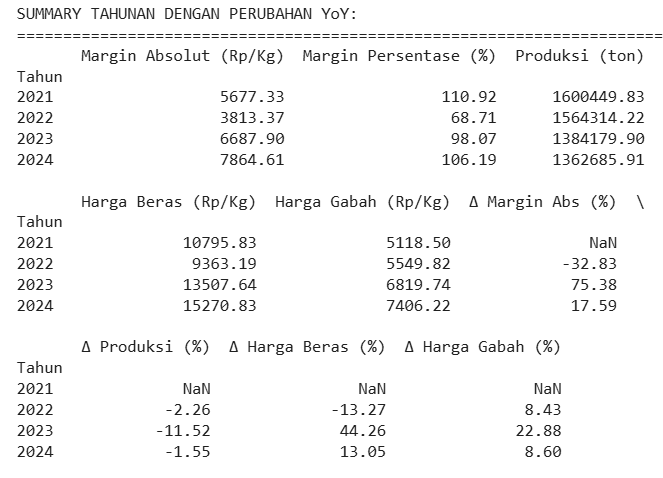 SUMMARY TAHUNAN DENGAN PERUBAHAN YoY:
======================================================================
Margin Absolut (Rp/Kg) Margin Persentase (%) Produksi (ton)
Tahun
2021 5677.33 110.92 1600449.83
2022 3813.37 68.71 1564314.22
2023 6687.90 98.07 1384179.90
2024 7864.61 106.19 1362685.91
Harga Beras (Rp/Kg) Harga Gabah (Rp/Kg) Δ Margin Abs (%) \
Tahun
2021 10795.83 5118.50 NaN
2022 9363.19 5549.82 -32.83
2023 13507.64 6819.74 75.38
2024 15270.83 7406.22 17.59
Δ Produksi (%) Δ Harga Beras (%) Δ Harga Gabah (%)
Tahun
2021 NaN NaN NaN
2022 -2.26 -13.27 8.43
2023 -11.52 44.26 22.88
2024 -1.55 13.05 8.60